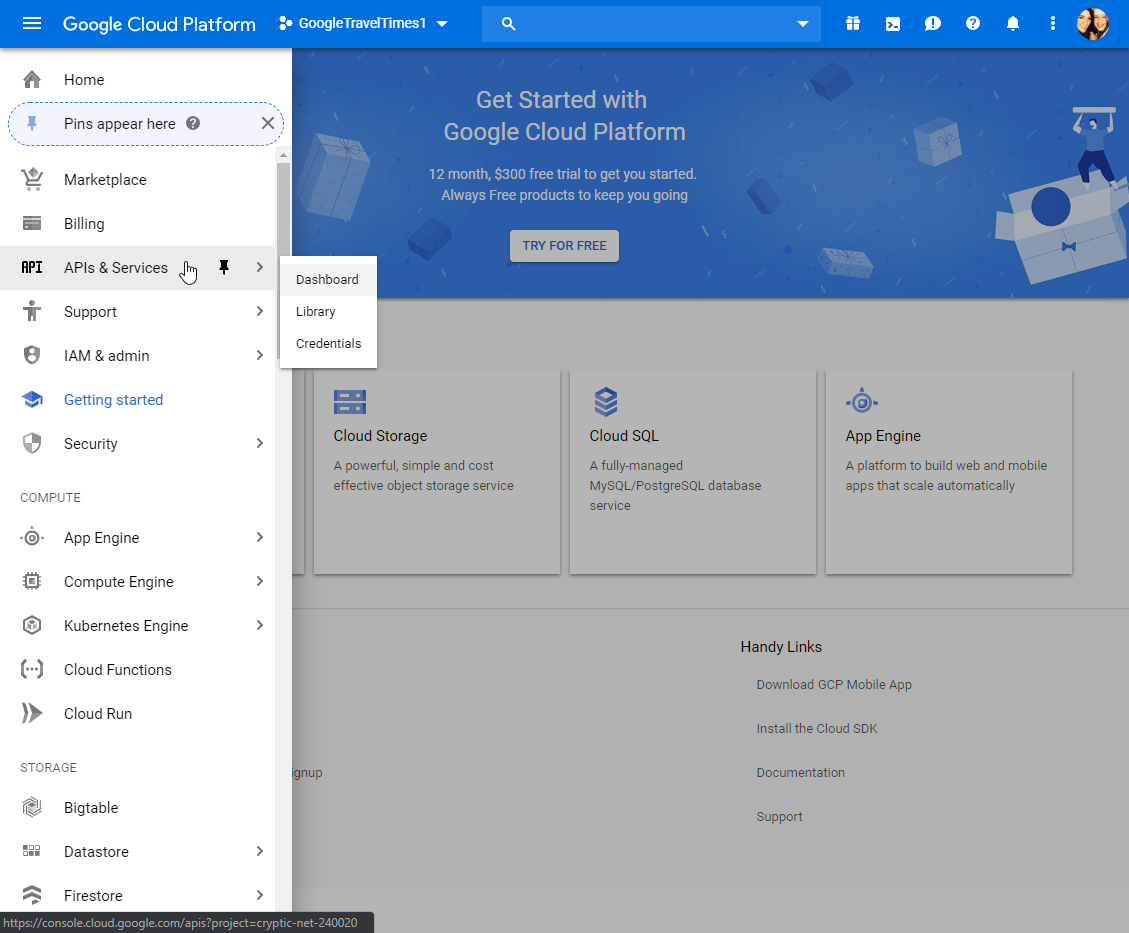 Google Cloud Platform
GoogleTravelTimes1
Home
Pins appear here
Marketplace
Billing
API
APIs & Services
Support
IAM & admin
Getting started
Security
COMPUTE
App Engine
Compute Engine
Kubernetes Engine
Cloud Functions
Cloud Run
STORAGE
Bigtable
Datastore
Firestore
Dashboard
Library
Credentials
Get Started with
Google Cloud Platform
12 month, $300 free trial to get you started.
Always Free products to keep you going
TRY FOR FREE
Cloud Storage
A powerful, simple and cost
effective object storage service
Cloud SQL
A fully-managed
MySQL/PostgreSQL database
service
App Engine
A platform to build web and mobile
apps that scale automatically
ignup
Handy Links
Download GCP Mobile App
Install the Cloud SDK
Documentation
Support
https://console.cloud.google.com/apis?project=cryptic-net-240020